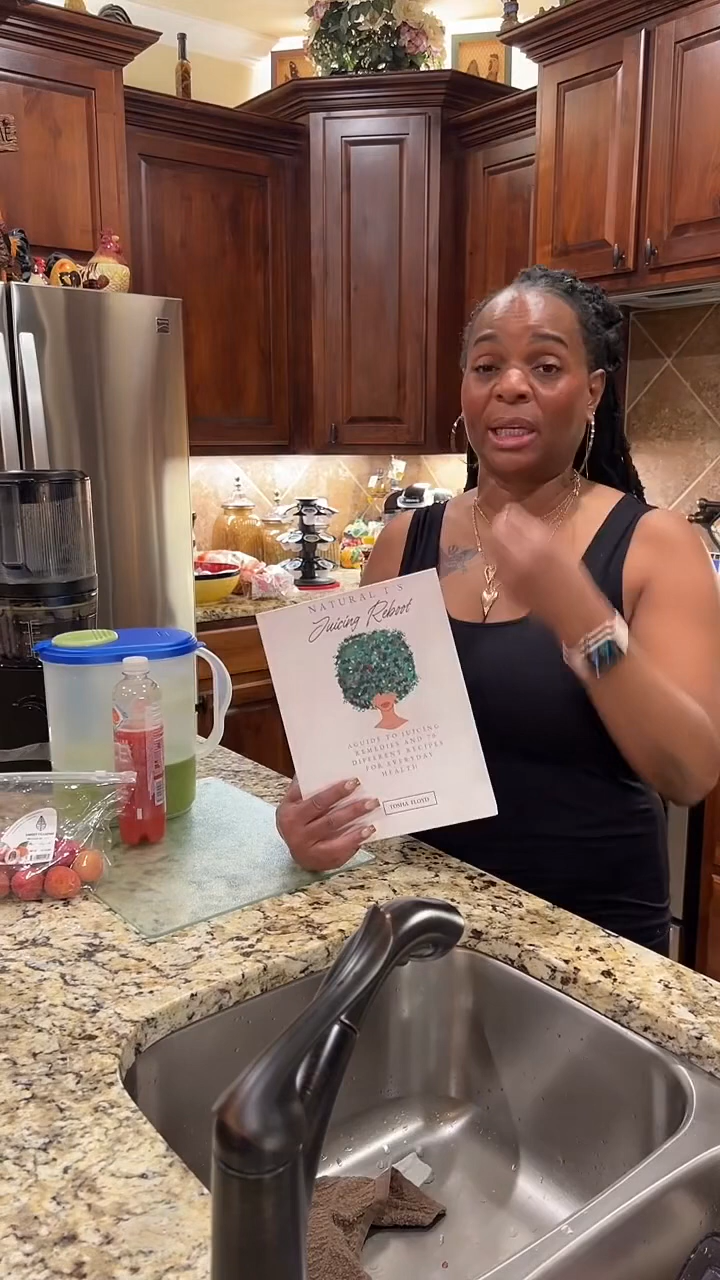 NATURAL T'S
Juicing Reboot
A GUIDE TO JUICING
REMEDIES AND 70
DIFFERENT RECIPES
FOR EVERYDAY
HEALTH
TOSHA FLOYD